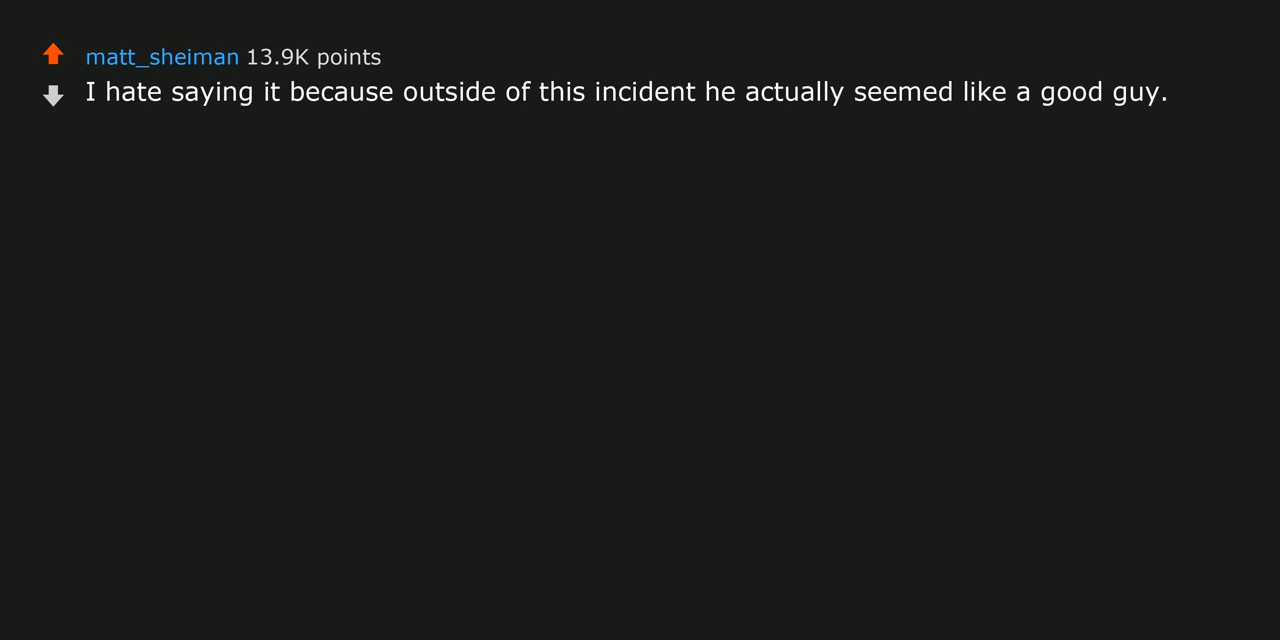 matt_sheiman 13.9K points
I hate saying it because outside of this incident he actually seemed like a good guy.